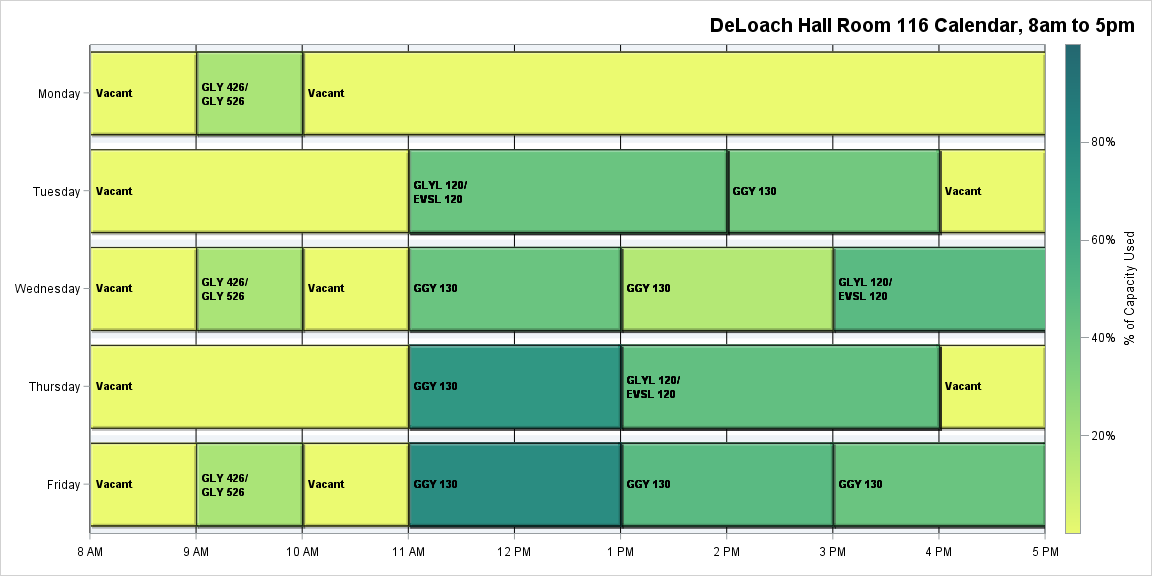 DeLoach Hall Room 116 Calendar, 8am to 5pm
Monday
Vacant
GLY 426/
GLY 526
Vacant
Tuesday
Vacant
GLYL 120/
EVSL 120
GGY 130
Vacant
Wednesday
Vacant
GLY 426/
GLY 526
Vacant
GGY 130
GGY 130
GLYL 120/
EVSL 120
Thursday
Vacant
GGY 130
GLYL 120/
EVSL 120
Vacant
Friday
Vacant
GLY 426/
GLY 526
Vacant
GGY 130
GGY 130
GGY 130
8 AM
9 AM
10 AM
11 AM
12 PM
1 PM
2 PM
3 PM
4 PM
5 PM
80%
60%
40%
20%
% of Capacity Used